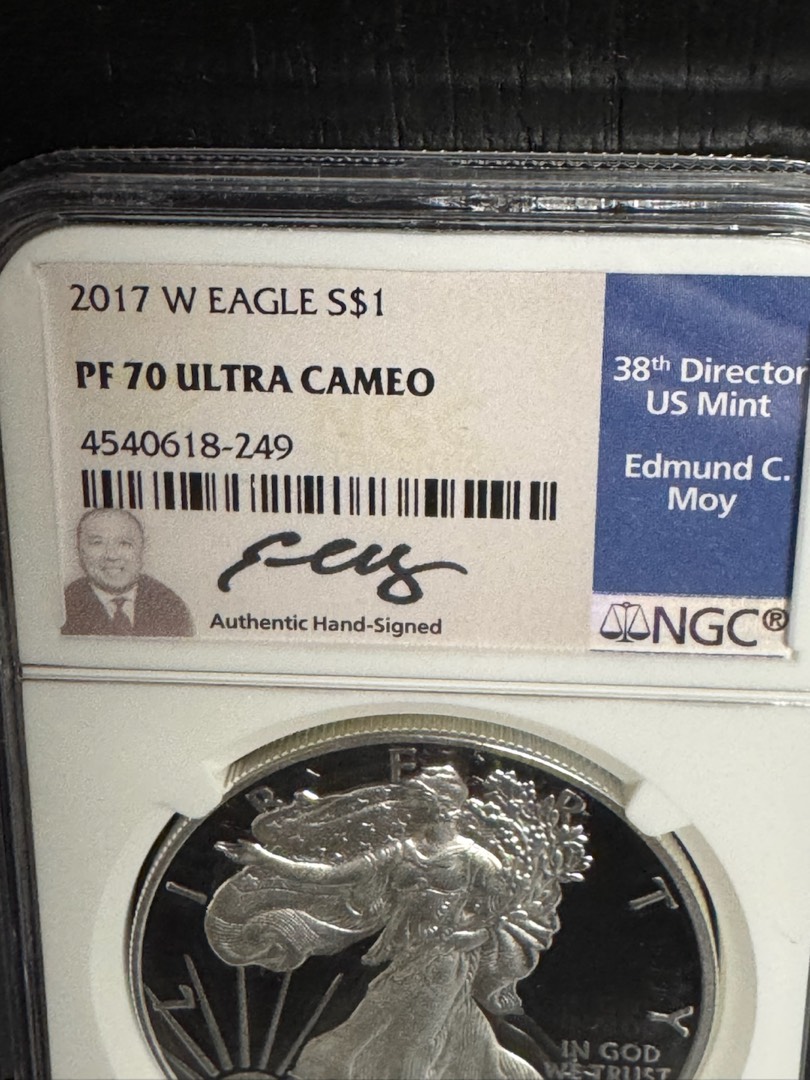 2017 W EAGLE S$1
PF 70 ULTRA CAMEO
4540618-249
Authentic Hand-Signed
38th Director
US Mint
Edmund C.
Moy
NGC®
LIBERTY
IN GOD
WE TRUST